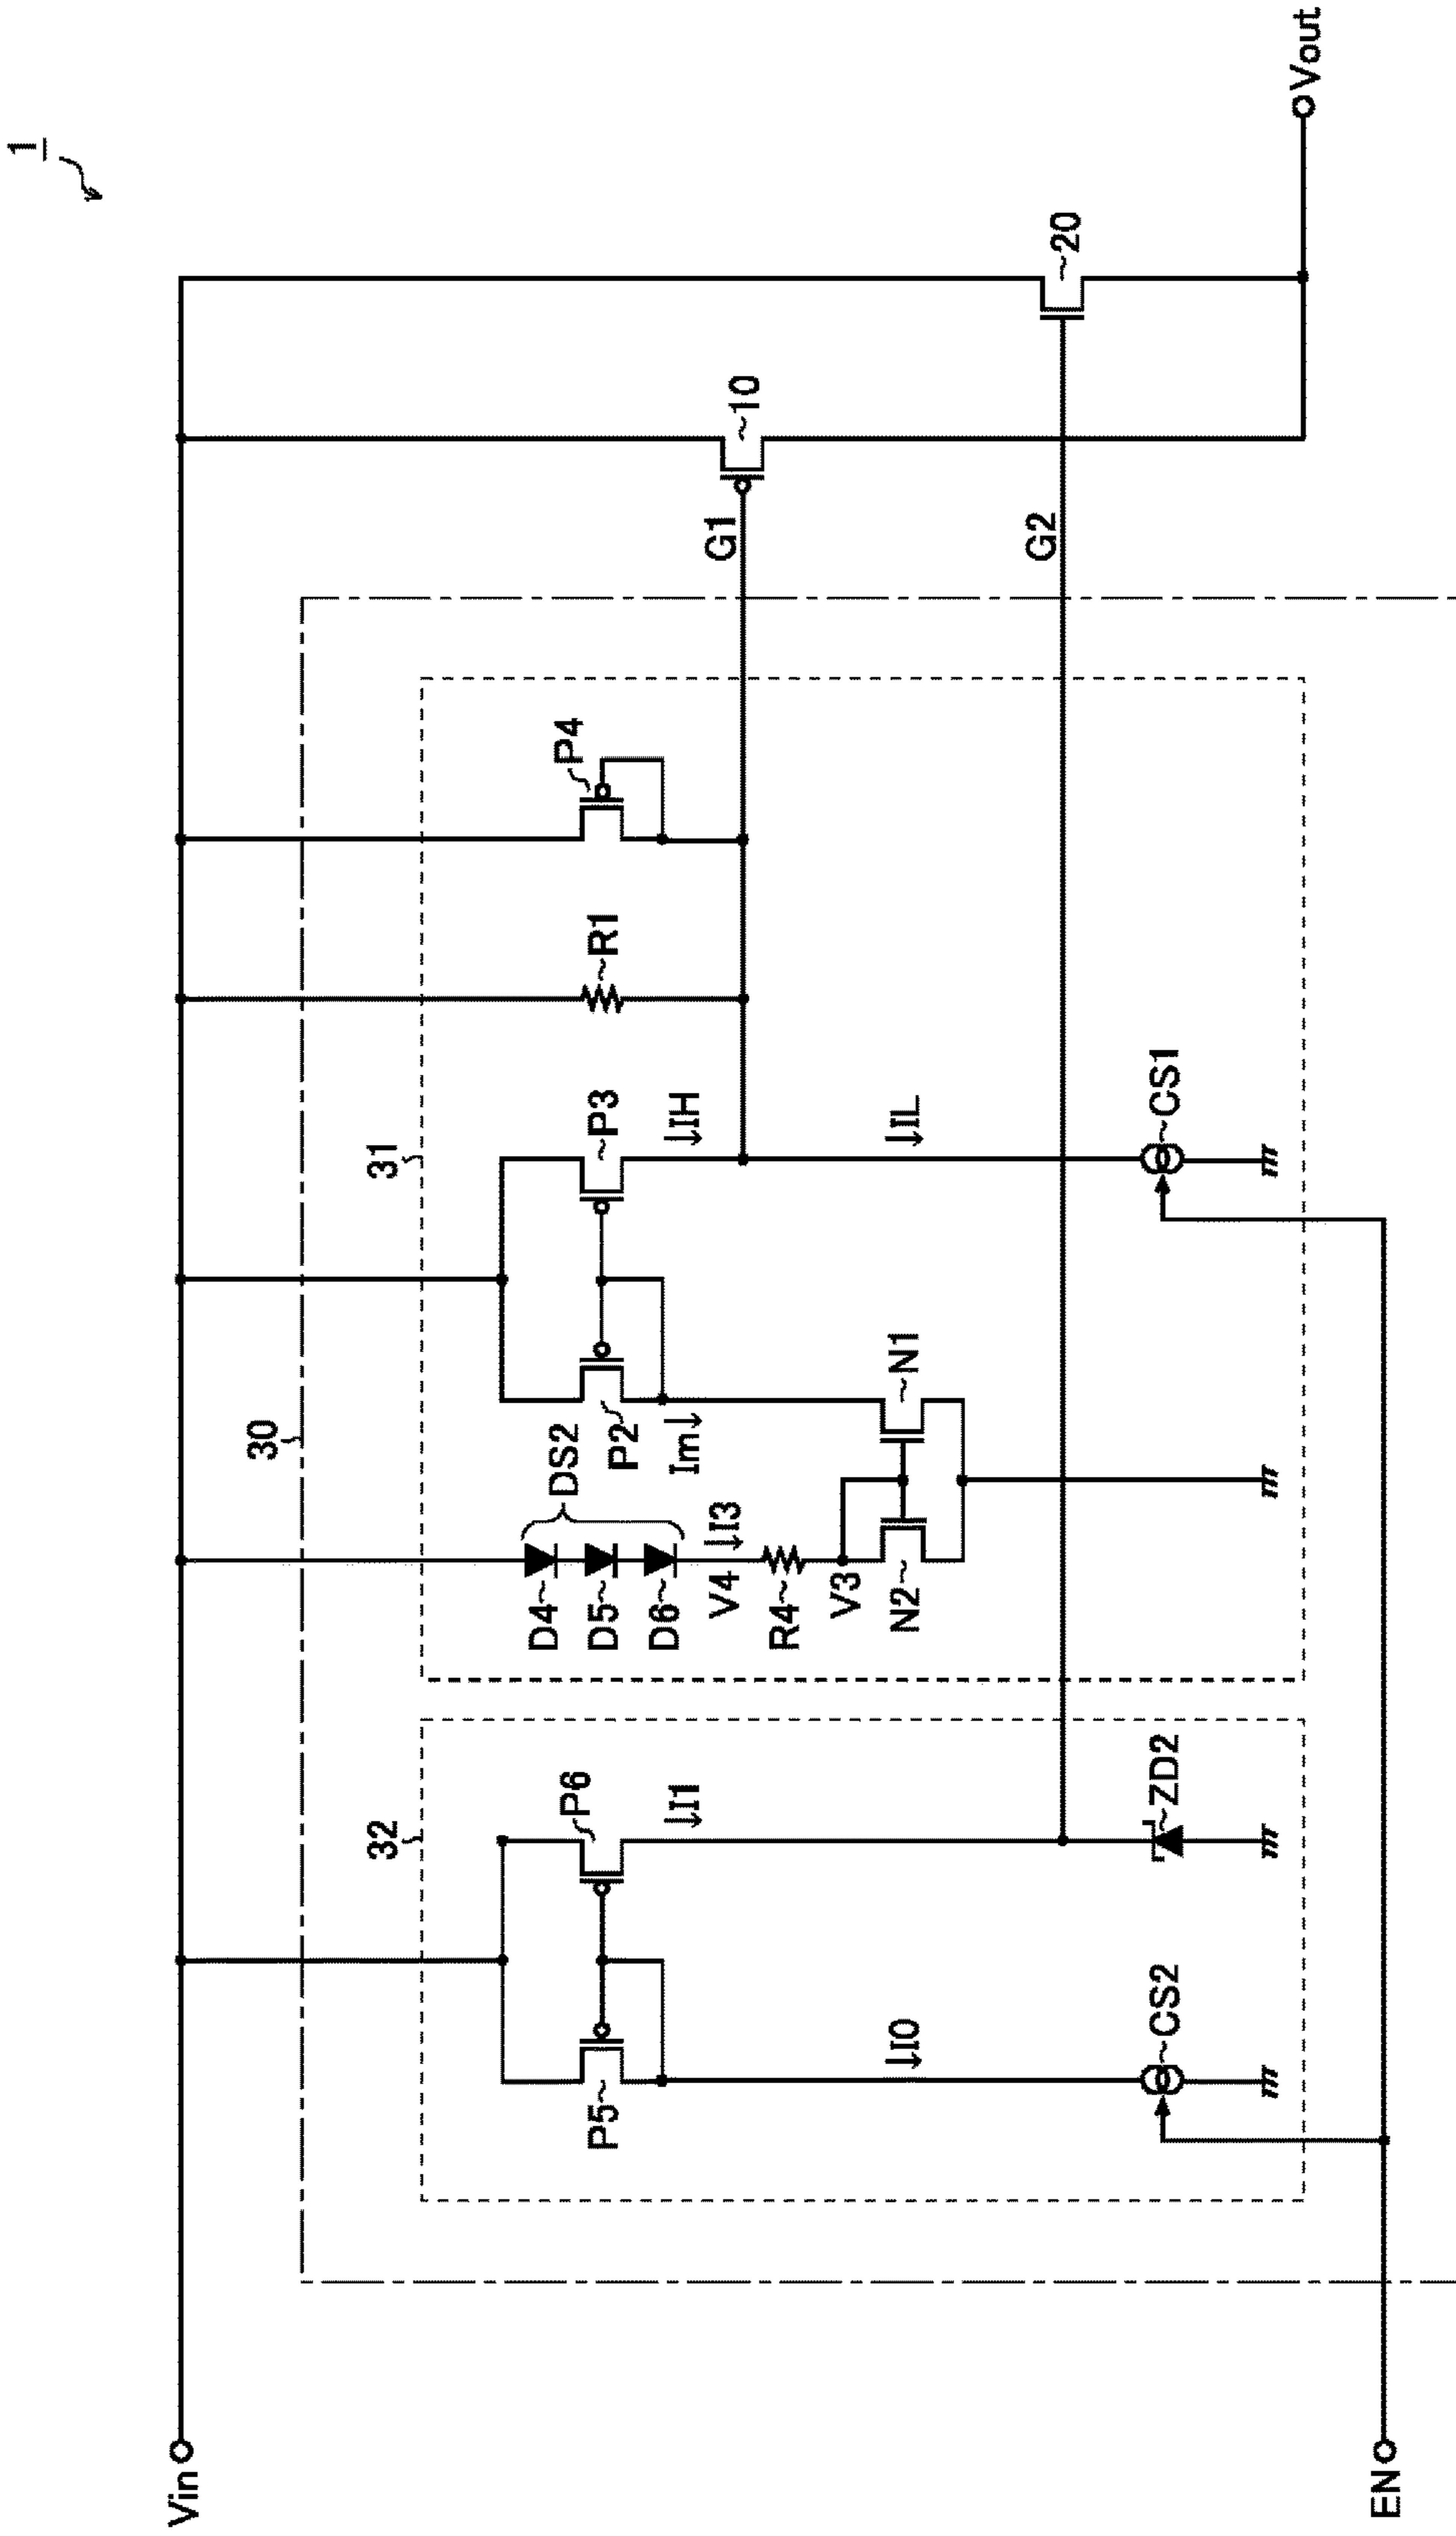 1
Vin
30
31
32
P5
P6
I0
I1
CS2
ZD2
D4
D5
D6
DS2
V4
I3
R4
V3
N2
N1
P2
Im
P3
IH
IL
CS1
R1
P4
G1
10
G2
20
Vout
EN